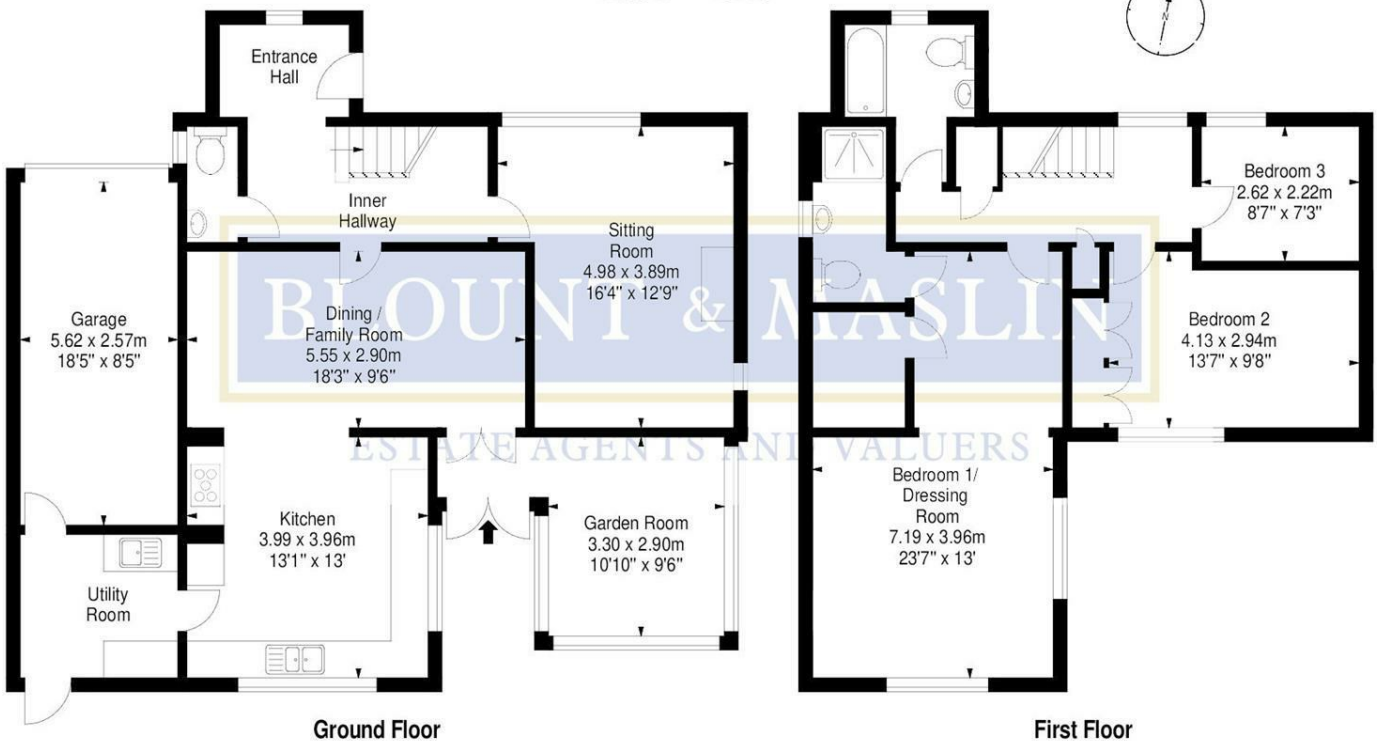 N
Entrance
Hall
Inner
Hallway
Sitting
Room
4.98 x 3.89m
16'4" x 12'9"
Dining /
Family Room
5.55 x 2.90m
18'3" x 9'6"
Garage
5.62 x 2.57m
18'5" x 8'5"
Kitchen
3.99 x 3.96m
13'1" x 13'
Garden Room
3.30 x 2.90m
10'10" x 9'6"
Utility
Room
Ground Floor
Bedroom 3
2.62 x 2.22m
8'7" x 7'3"
Bedroom 2
4.13 x 2.94m
13'7" x 9'8"
Bedroom 1/
Dressing
Room
7.19 x 3.96m
23'7" x 13'
First Floor
BLOUNT & MASLIN
ESTATE AGENTS AND VALUERS